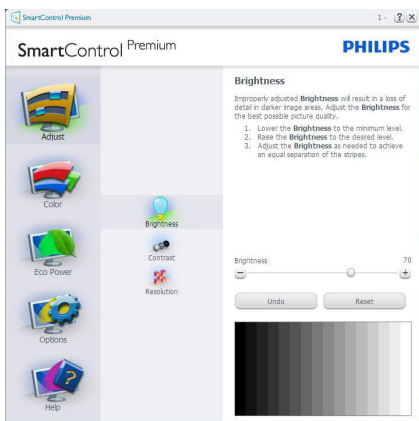 SmartControl Premium
1 - ? X
SmartControl Premium
PHILIPS
Adjust
Color
Eco Power
Options
Help
Brightness
Contrast
Resolution
Brightness
Improperly adjusted Brightness will result in a loss of
detail in darker image areas. Adjust the Brightness for
the best possible picture quality.
1. Lower the Brightness to the minimum level.
2. Raise the Brightness to the desired level.
3. Adjust the Brightness as needed to achieve
an equal separation of the stripes.
Brightness 70
Undo Reset